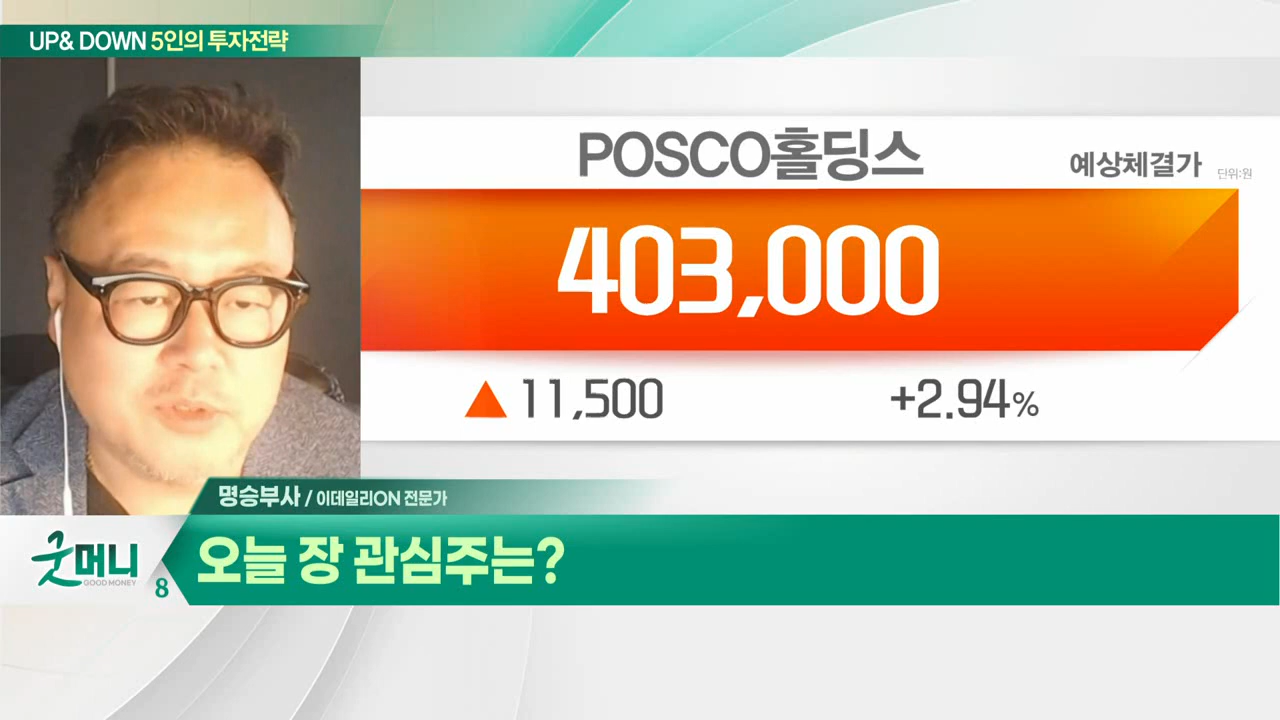 UP& DOWN 5인의 투자전략
POSCO홀딩스
예상체결가
단위:원
403,000
▲ 11,500
+2.94%
명승부사 / 이데일리ON 전문가
굿머니
GOOD MONEY
8
오늘 장 관심주는?